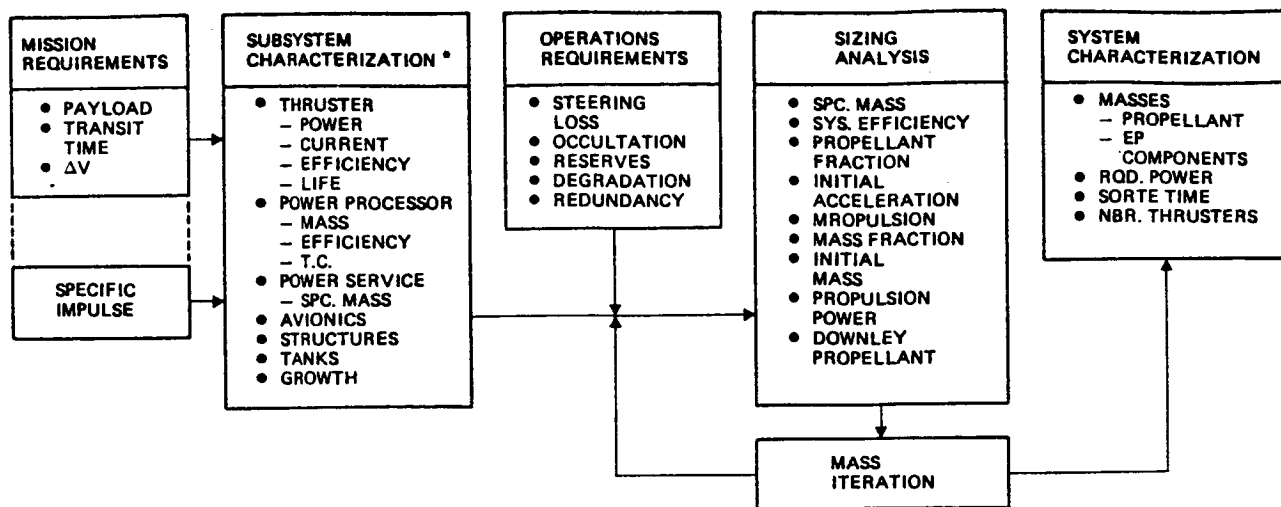 MISSION
REQUIREMENTS
● PAYLOAD
● TRANSIT
TIME
● ΔV
SPECIFIC
IMPULSE
SUBSYSTEM
CHARACTERIZATION *
● THRUSTER
– POWER
– CURRENT
– EFFICIENCY
– LIFE
● POWER PROCESSOR
– MASS
– EFFICIENCY
– T.C.
● POWER SERVICE
– SPC. MASS
● AVIONICS
● STRUCTURES
● TANKS
● GROWTH
OPERATIONS
REQUIREMENTS
● STEERING
LOSS
● OCCULTATION
● RESERVES
● DEGRADATION
● REDUNDANCY
SIZING
ANALYSIS
● SPC. MASS
● SYS. EFFICIENCY
● PROPELLANT
FRACTION
● INITIAL
ACCELERATION
● MROPULSION
● MASS FRACTION
● INITIAL
MASS
● PROPULSION
POWER
● DOWNLEY
PROPELLANT
MASS
ITERATION
SYSTEM
CHARACTERIZATION
● MASSES
– PROPELLANT
– EP
COMPONENTS
● RQD. POWER
● SORTE TIME
● NBR. THRUSTERS